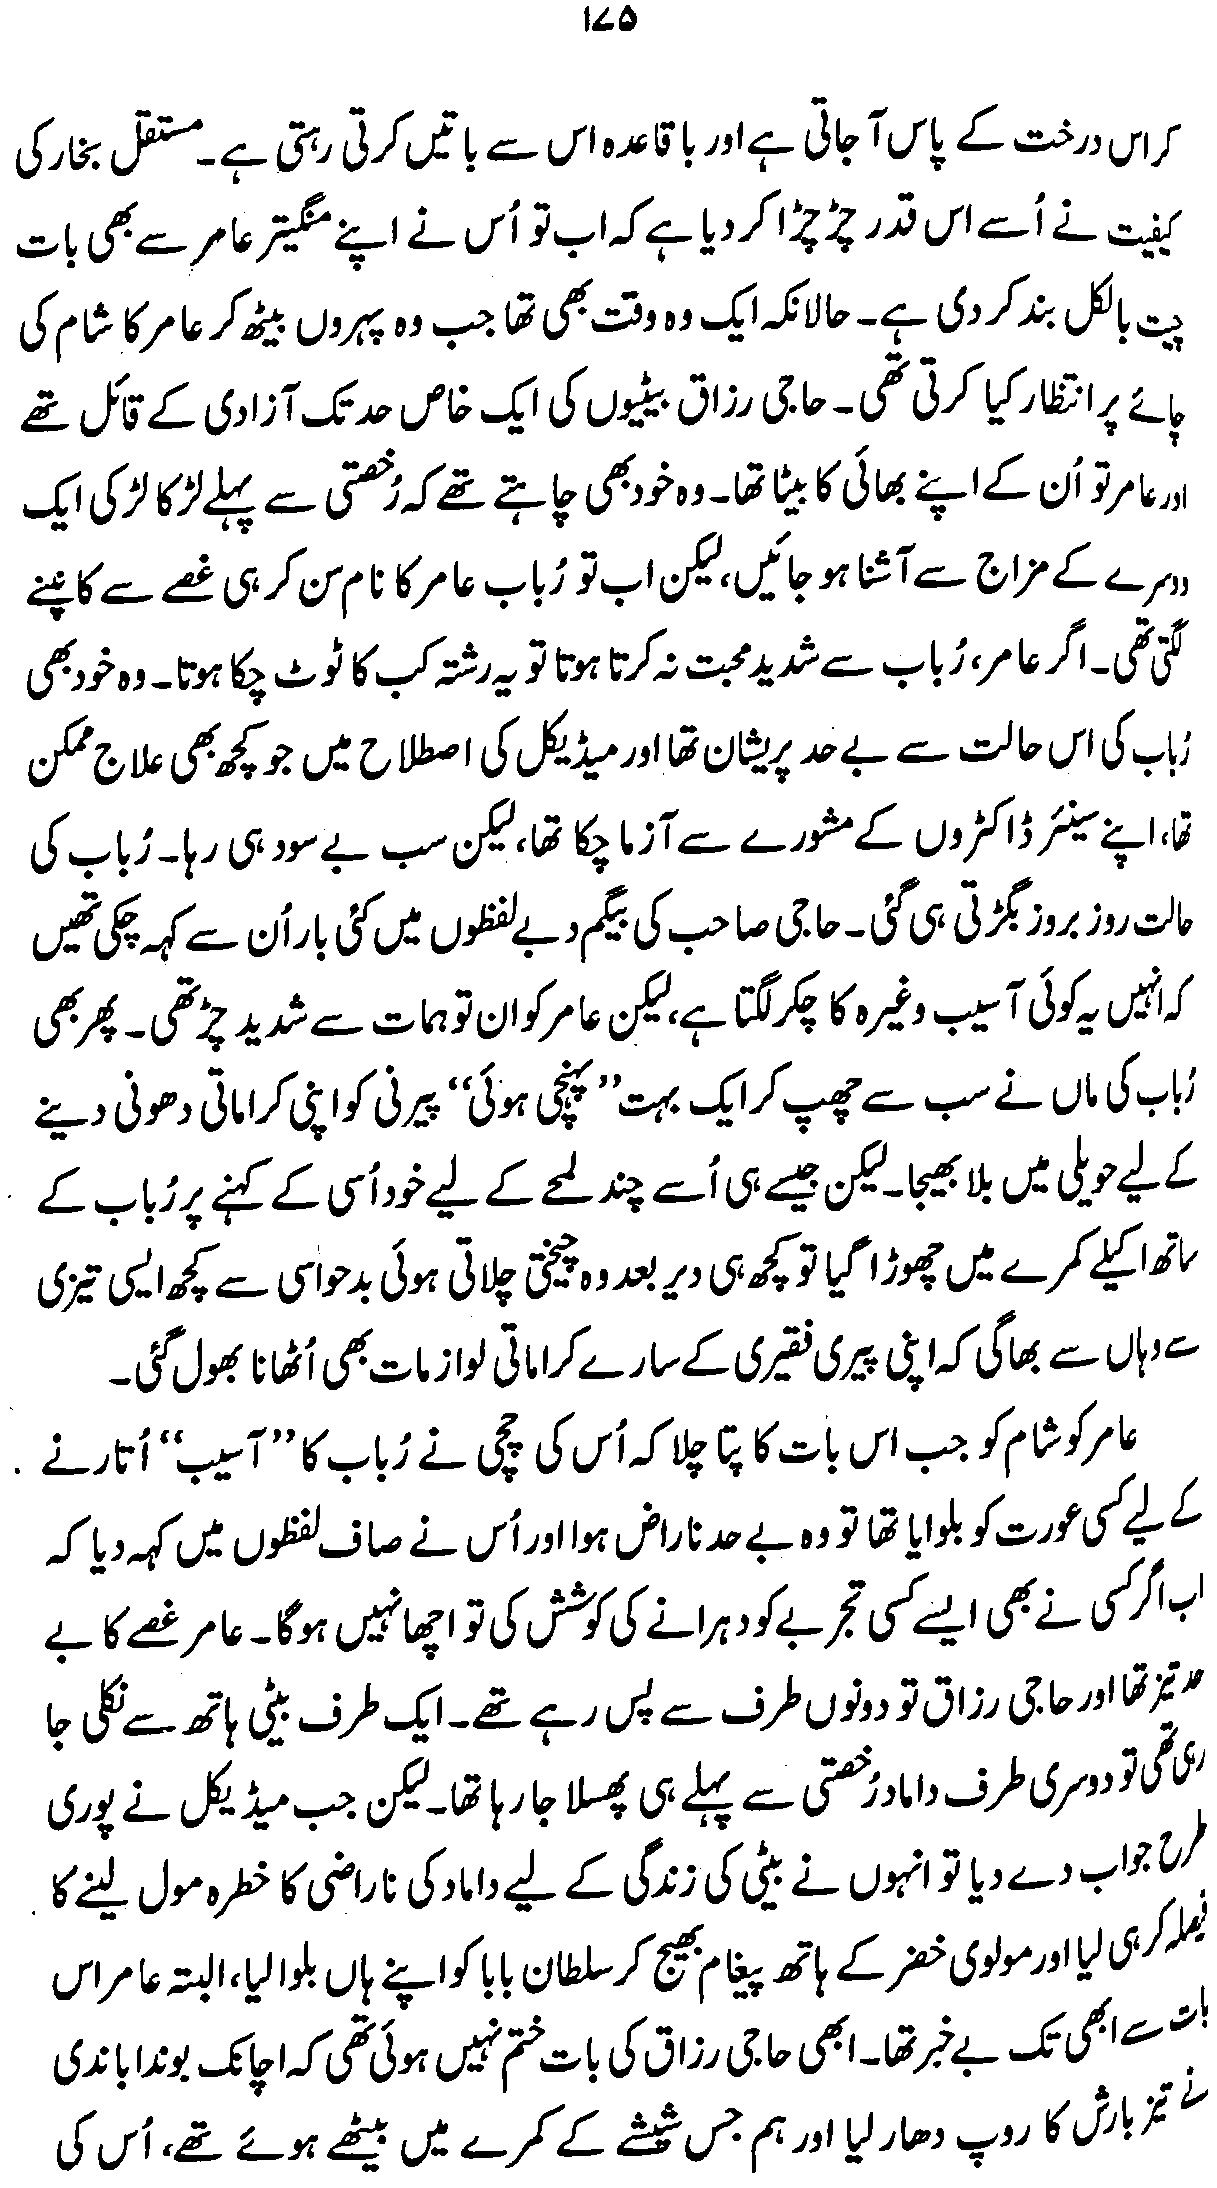 ۱۷۵
کر اس درخت کے پاس آ جاتی ہے اور باقاعدہ اس سے باتیں کرتی رہتی ہے۔ مستقل بخار کی
کیفیت نے اُسے اس قدر چڑچڑا کر دیا ہے کہ اب تو اُس نے اپنے منگیتر عامر سے بھی بات
چیت بالکل بند کر دی ہے۔ حالانکہ ایک وہ وقت بھی تھا جب وہ پہروں بیٹھ کر عامر کا شام کی
چائے پر انتظار کیا کرتی تھی۔ حاجی رزاق بیٹیوں کی ایک خاص حد تک آزادی کے قائل تھے
اور عامر تو اُن کے اپنے بھائی کا بیٹا تھا۔ وہ خود بھی چاہتے تھے کہ رُخصتی سے پہلے لڑکا لڑکی ایک
دوسرے کے مزاج سے آشنا ہو جائیں، لیکن اب تو رُباب عامر کا نام سن کر ہی غصے سے کانپنے
لگتی تھی۔ اگر عامر، رُباب سے شدید محبت نہ کرتا ہوتا تو یہ رشتہ کب کا ٹوٹ چکا ہوتا۔ وہ خود بھی
رُباب کی اس حالت سے بے حد پریشان تھا اور میڈیکل کی اصطلاح میں جو کچھ بھی علاج ممکن
تھا، اپنے سینئر ڈاکٹروں کے مشورے سے آزما چکا تھا، لیکن سب بے سود ہی رہا۔ رُباب کی
حالت روز بروز بگڑتی ہی گئی۔ حاجی صاحب کی بیگم دبے لفظوں میں کئی بار اُن سے کہہ چکی تھیں
کہ انہیں یہ کوئی آسیب وغیرہ کا چکر لگتا ہے، لیکن عامر کو ان توہمات سے شدید چڑ تھی۔ پھر بھی
رُباب کی ماں نے سب سے چھپ کر ایک بہت ”پہنچی ہوئی“ پیرنی کو اپنی کراماتی دھونی دینے
کے لیے حویلی میں بلا بھیجا۔ لیکن جیسے ہی اُسے چند لمحے کے لیے خود اُسی کے کہنے پر رُباب کے
ساتھ اکیلے کمرے میں چھوڑا گیا تو کچھ ہی دیر بعد وہ چیختی چلاتی ہوئی بدحواسی سے کچھ ایسی تیزی
سے وہاں سے بھاگی کہ اپنی پیری فقیری کے سارے کراماتی لوازمات بھی اُٹھانا بھول گئی۔
عامر کو شام کو جب اس بات کا پتا چلا کہ اُس کی چچی نے رُباب کا ”آسیب“ اُتارنے
کے لیے کسی عورت کو بلوایا تھا تو وہ بے حد ناراض ہوا اور اُس نے صاف لفظوں میں کہہ دیا کہ
اب اگر کسی نے بھی ایسے کسی تجربے کو دہرانے کی کوشش کی تو اچھا نہیں ہوگا۔ عامر غصے کا بے
حد تیز تھا اور حاجی رزاق تو دونوں طرف سے پس رہے تھے۔ ایک طرف بیٹی ہاتھ سے نکلی جا
رہی تھی تو دوسری طرف داماد رُخصتی سے پہلے ہی پھسلا جا رہا تھا۔ لیکن جب میڈیکل نے پوری
طرح جواب دے دیا تو انہوں نے بیٹی کی زندگی کے لیے داماد کی ناراضی کا خطرہ مول لینے کا
فیصلہ کر ہی لیا اور مولوی خضر کے ہاتھ پیغام بھیج کر سلطان بابا کو اپنے ہاں بلوا لیا، البتہ عامر اس
بات سے ابھی تک بے خبر تھا۔ ابھی حاجی رزاق کی بات ختم نہیں ہوئی تھی کہ اچانک بوندا باندی
نے تیز بارش کا روپ دھار لیا اور ہم جس شیشے کے کمرے میں بیٹھے ہوئے تھے، اُس کی